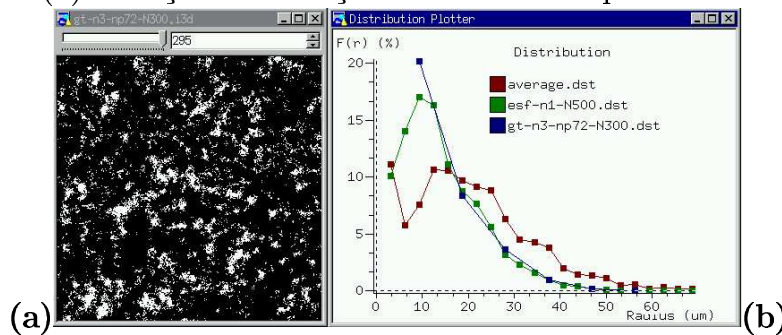 gt-n3-np72-N300.i3d
295
Distribution Plotter
F(r) (%)
Distribution
average.dst
esf-n1-N500.dst
gt-n3-np72-N300.dst
20
15
10
5
0
0 10 20 30 40 50 60
Radius (um)
(a) (b)